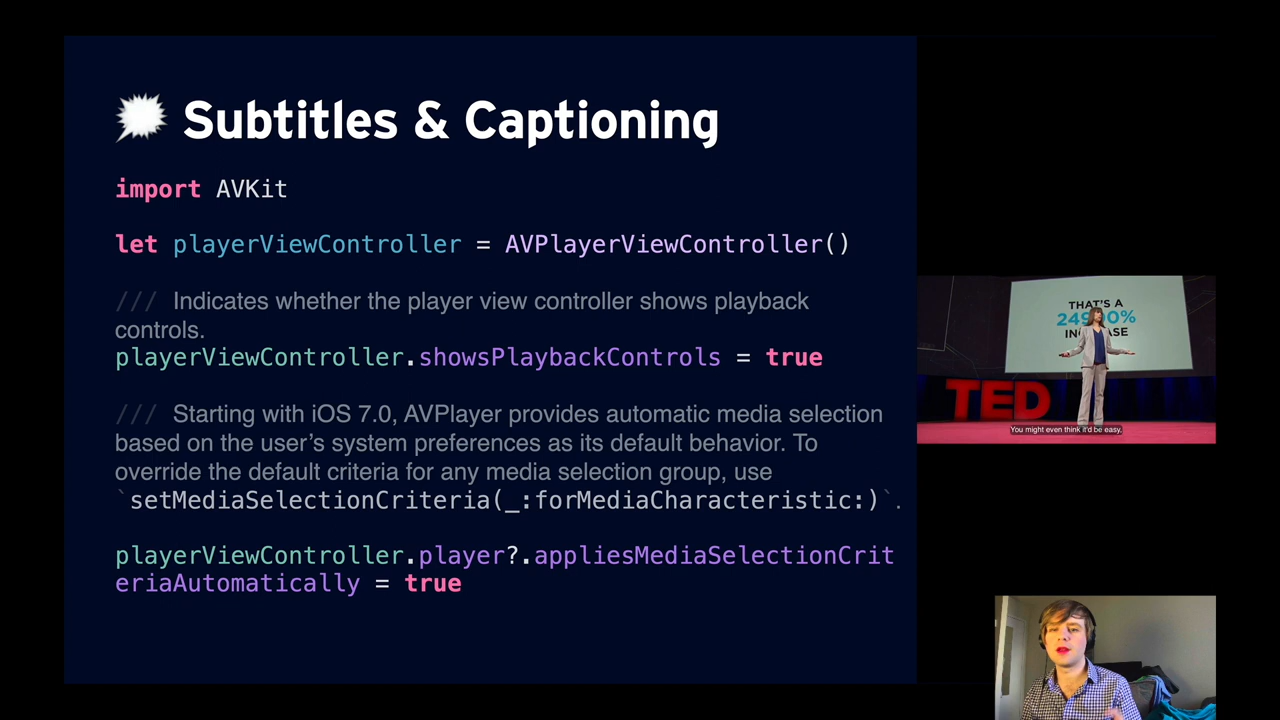 Subtitles & Captioning
import AVKit
let playerViewController = AVPlayerViewController()
/// Indicates whether the player view controller shows playback
controls.
playerViewController.showsPlaybackControls = true
/// Starting with iOS 7.0, AVPlayer provides automatic media selection
based on the user’s system preferences as its default behavior. To
override the default criteria for any media selection group, use
`setMediaSelectionCriteria(_:forMediaCharacteristic:)`.
playerViewController.player?.appliesMediaSelectionCrit
eriaAutomatically = true
THAT'S A
TED
You might even think it'd be easy,